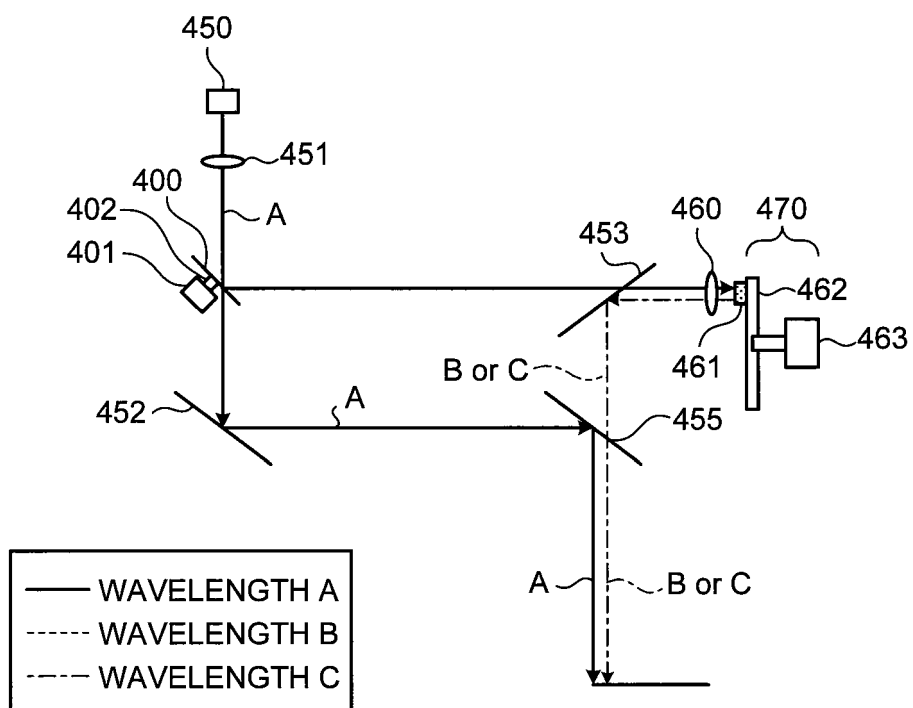 450
451
400
402
A
401
453
460
470
462
461
463
B or C
452
A
455
A
B or C
WAVELENGTH A
WAVELENGTH B
WAVELENGTH C